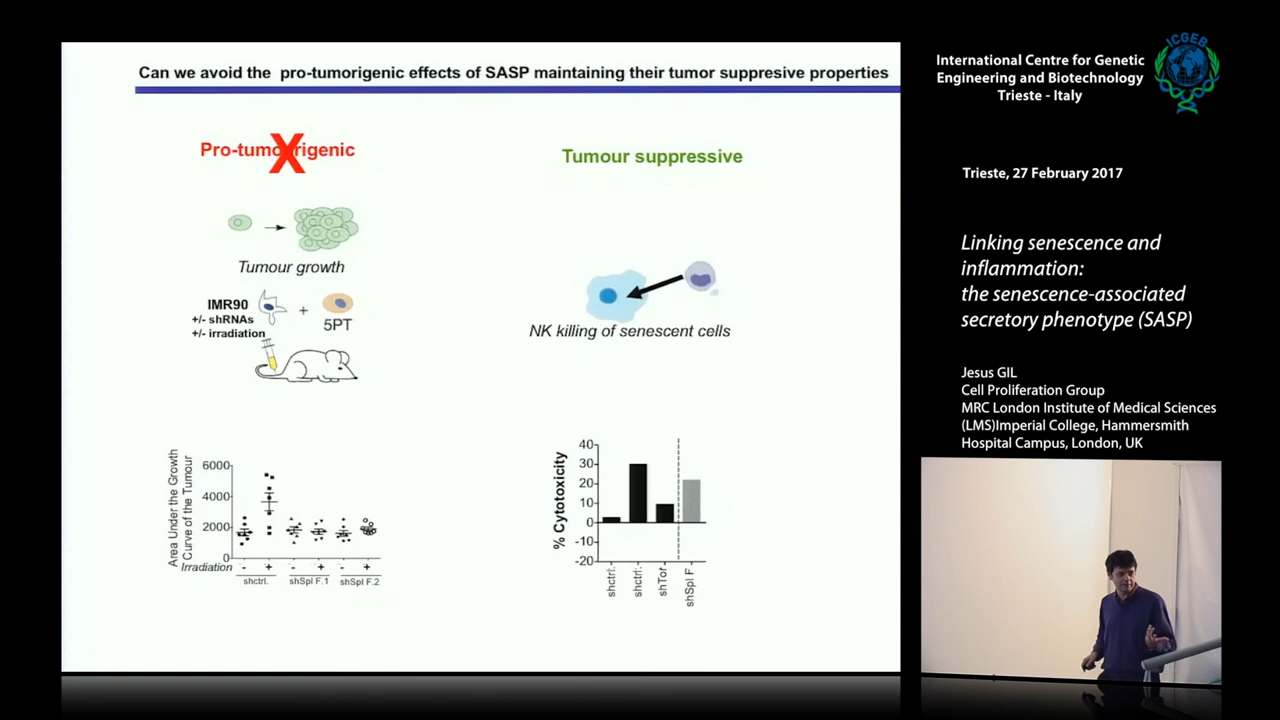 Can we avoid the pro-tumorigenic effects of SASP maintaining their tumor suppresive properties
Pro-tumorigenic
X
Tumour growth
IMR90
+/- shRNAs
+/- irradiation
+
5PT
Area Under the Growth
Curve of the Tumour
6000
4000
2000
0
Irradiation
-
+
-
+
-
+
shctrl.
shSpl F.1
shSpl F.2
Tumour suppressive
NK killing of senescent cells
% Cytotoxicity
40
30
20
10
0
-10
-20
shctrl.
shctrl.
shTor
shSpl F
ICGEB
International Centre for Genetic
Engineering and Biotechnology
Trieste - Italy
Trieste, 27 February 2017
Linking senescence and
inflammation:
the senescence-associated
secretory phenotype (SASP)
Jesus GIL
Cell Proliferation Group
MRC London Institute of Medical Sciences
(LMS)Imperial College, Hammersmith
Hospital Campus, London, UK